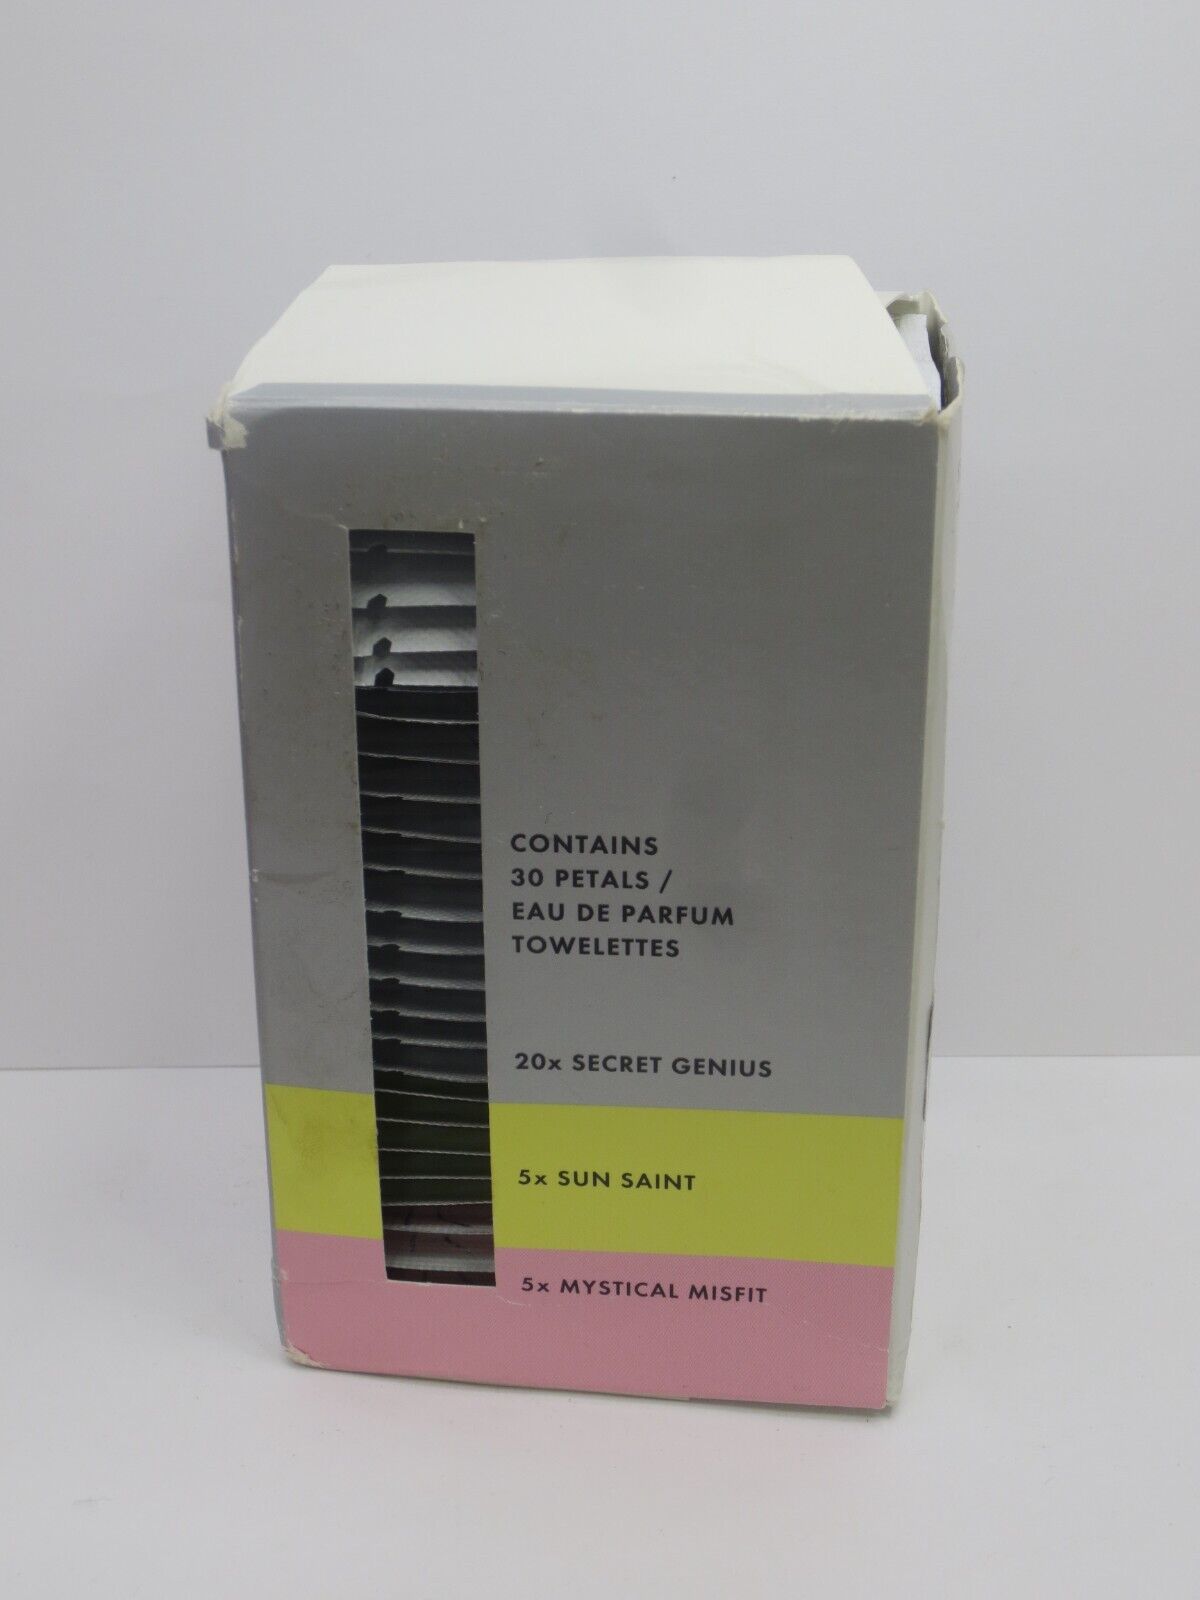 CONTAINS
30 PETALS /
EAU DE PARFUM
TOWELETTES
20x SECRET GENIUS
5x SUN SAINT
5x MYSTICAL MISFIT